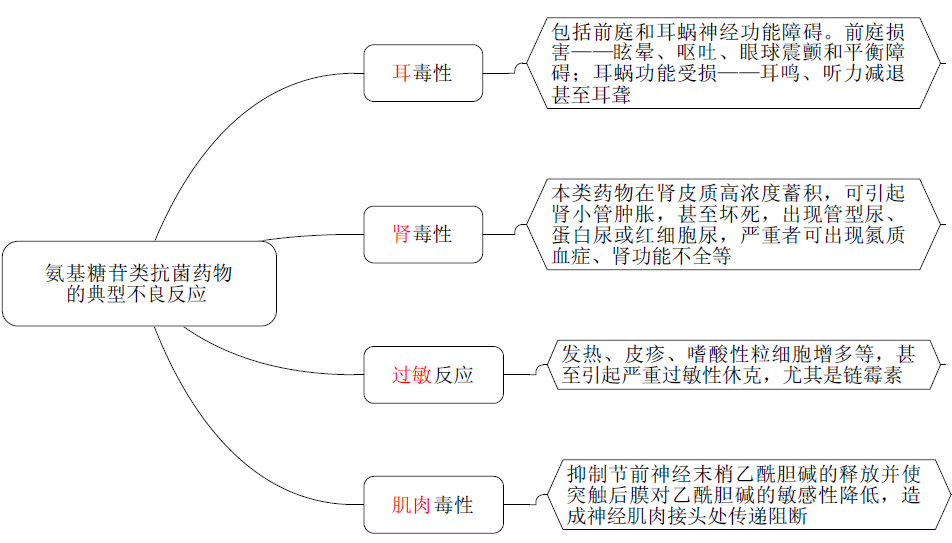 氨基糖苷类抗菌药物
的典型不良反应
耳毒性
包括前庭和耳蜗神经功能障碍。前庭损
害——眩晕、呕吐、眼球震颤和平衡障
碍；耳蜗功能受损——耳鸣、听力减退
甚至耳聋
肾毒性
本类药物在肾皮质高浓度蓄积，可引起
肾小管肿胀，甚至坏死，出现管型尿、
蛋白尿或红细胞尿，严重者可出现氮质
血症、肾功能不全等
过敏反应
发热、皮疹、嗜酸性粒细胞增多等，甚
至引起严重过敏性休克，尤其是链霉素
肌肉毒性
抑制节前神经末梢乙酰胆碱的释放并使
突触后膜对乙酰胆碱的敏感性降低，造
成神经肌肉接头处传递阻断